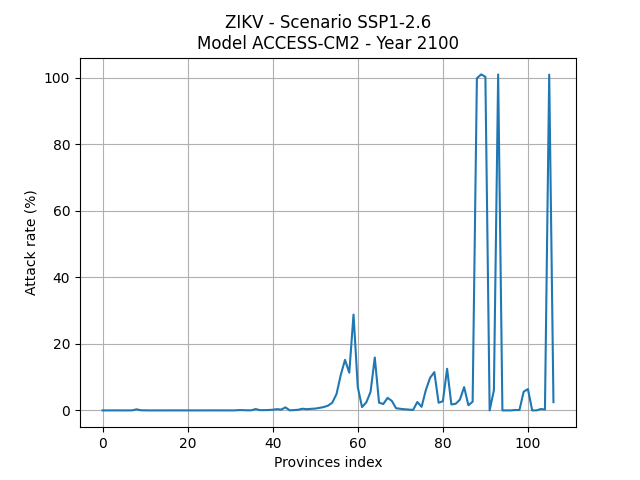 ZIKV - Scenario SSP1-2.6
Model ACCESS-CM2 - Year 2100
100
80
60
40
20
0
Attack rate (%)
0 20 40 60 80 100
Provinces index